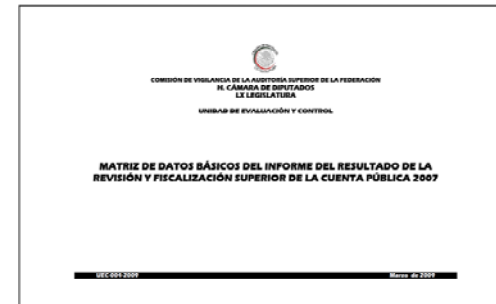 COMISIÓN DE VIGILANCIA DE LA AUDITORÍA SUPERIOR DE LA FEDERACIÓN
H. CÁMARA DE DIPUTADOS
LX LEGISLATURA
UNIDAD DE EVALUACIÓN Y CONTROL
MATRIZ DE DATOS BÁSICOS DEL INFORME DEL RESULTADO DE LA
REVISIÓN Y FISCALIZACIÓN SUPERIOR DE LA CUENTA PÚBLICA 2007
UEC 001-2009 Marzo de 2009